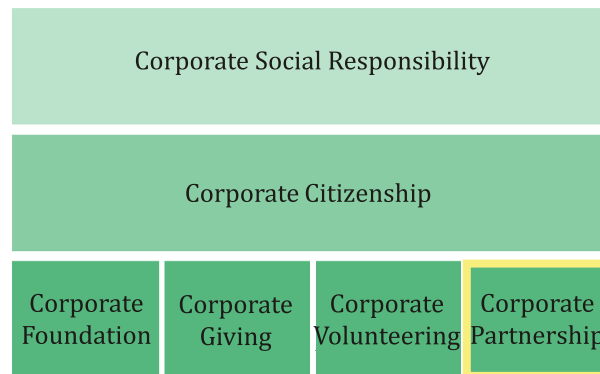 Corporate Social Responsibility
Corporate Citizenship
Corporate
Foundation
Corporate
Giving
Corporate
Volunteering
Corporate
Partnership